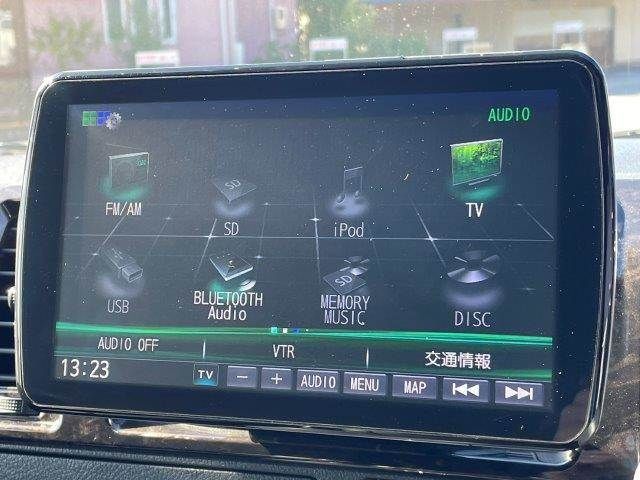 AUDIO
FM/AM
SD
iPod
TV
USB
BLUETOOTH
Audio
SD
MEMORY
MUSIC
DISC
AUDIO OFF
VTR
交通情報
13:23
TV
−
+
AUDIO
MENU
MAP